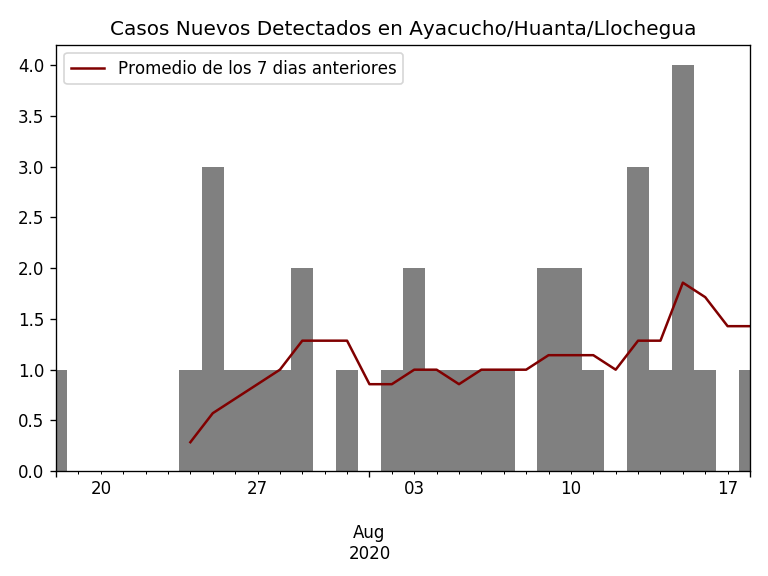 Casos Nuevos Detectados en Ayacucho/Huanta/Llochegua
Promedio de los 7 dias anteriores
4.0
3.5
3.0
2.5
2.0
1.5
1.0
0.5
0.0
20 27 03 10 17
Aug
2020